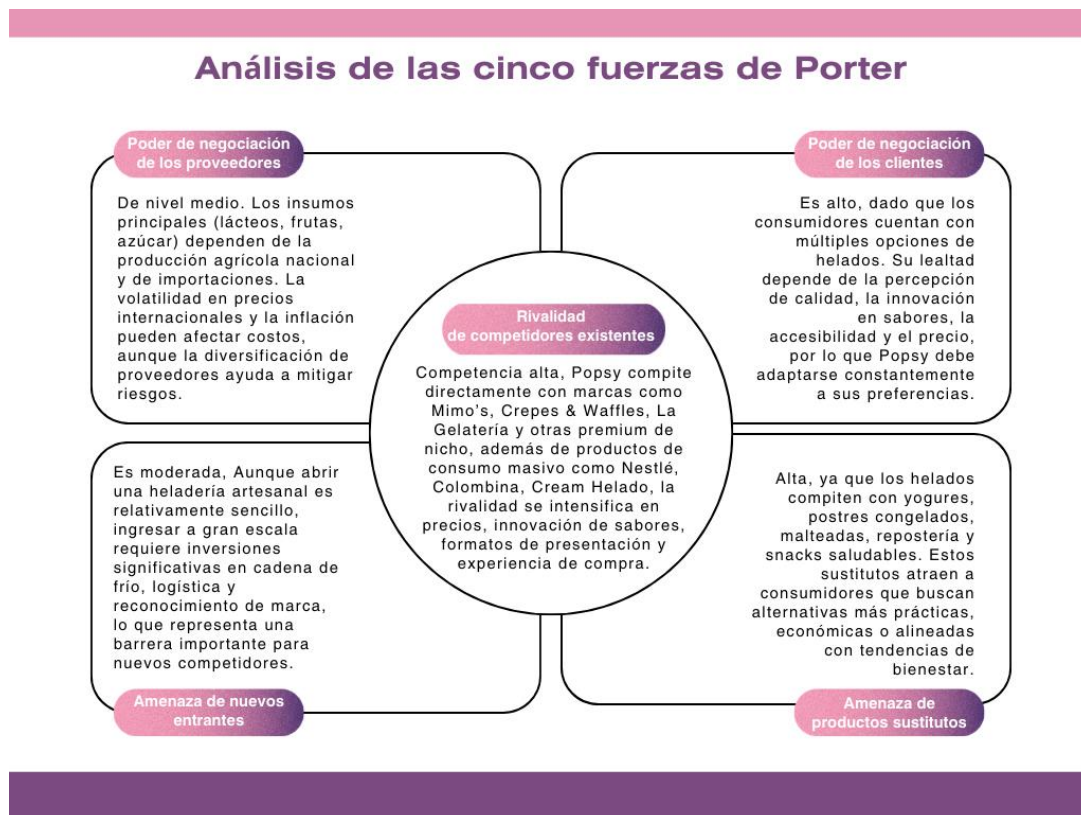 Análisis de las cinco fuerzas de Porter
Poder de negociación
de los proveedores
De nivel medio. Los insumos
principales (lácteos, frutas,
azúcar) dependen de la
producción agrícola nacional
y de importaciones. La
volatilidad en precios
internacionales y la inflación
pueden afectar costos,
aunque la diversificación de
proveedores ayuda a mitigar
riesgos.
Poder de negociación
de los clientes
Es alto, dado que los
consumidores cuentan con
múltiples opciones de
helados. Su lealtad
depende de la percepción
de calidad, la innovación
en sabores, la
accesibilidad y el precio,
por lo que Popsy debe
adaptarse constantemente
a sus preferencias.
Rivalidad
de competidores existentes
Competencia alta, Popsy compite
directamente con marcas como
Mimo's, Crepes & Waffles, La
Gelatería y otras premium de
nicho, además de productos de
consumo masivo como Nestlé,
Colombina, Cream Helado, la
rivalidad se intensifica en
precios, innovación de sabores,
formatos de presentación y
experiencia de compra.
Es moderada, Aunque abrir
una heladería artesanal es
relativamente sencillo,
ingresar a gran escala
requiere inversiones
significativas en cadena de
frío, logística y
reconocimiento de marca,
lo que representa una
barrera importante para
nuevos competidores.
Amenaza de nuevos
entrantes
Alta, ya que los helados
compiten con yogures,
postres congelados,
malteadas, repostería y
snacks saludables. Estos
sustitutos atraen a
consumidores que buscan
alternativas más prácticas,
económicas o alineadas
con tendencias de
bienestar.
Amenaza de
productos sustitutos